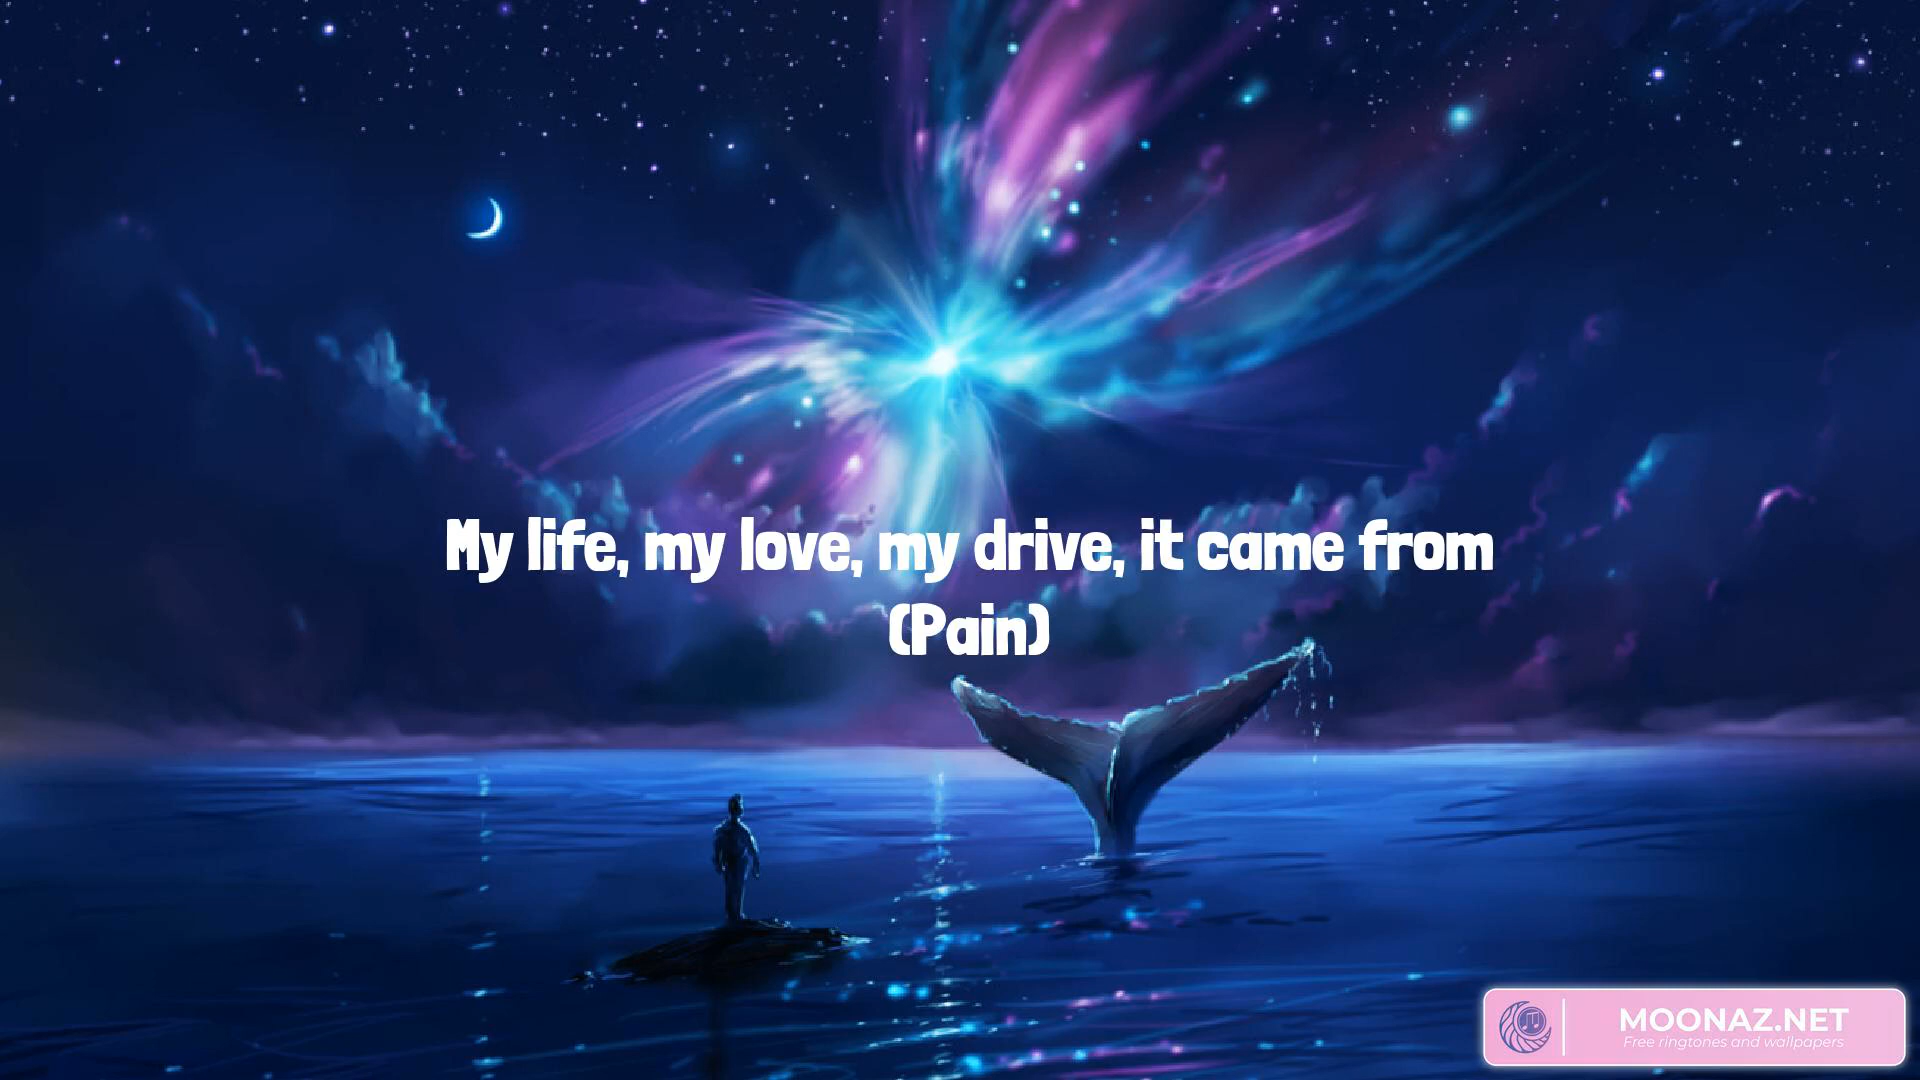 My life, my love, my drive, it came from
(Pain)
MOONAZ.NET
Free ringtones and wallpapers